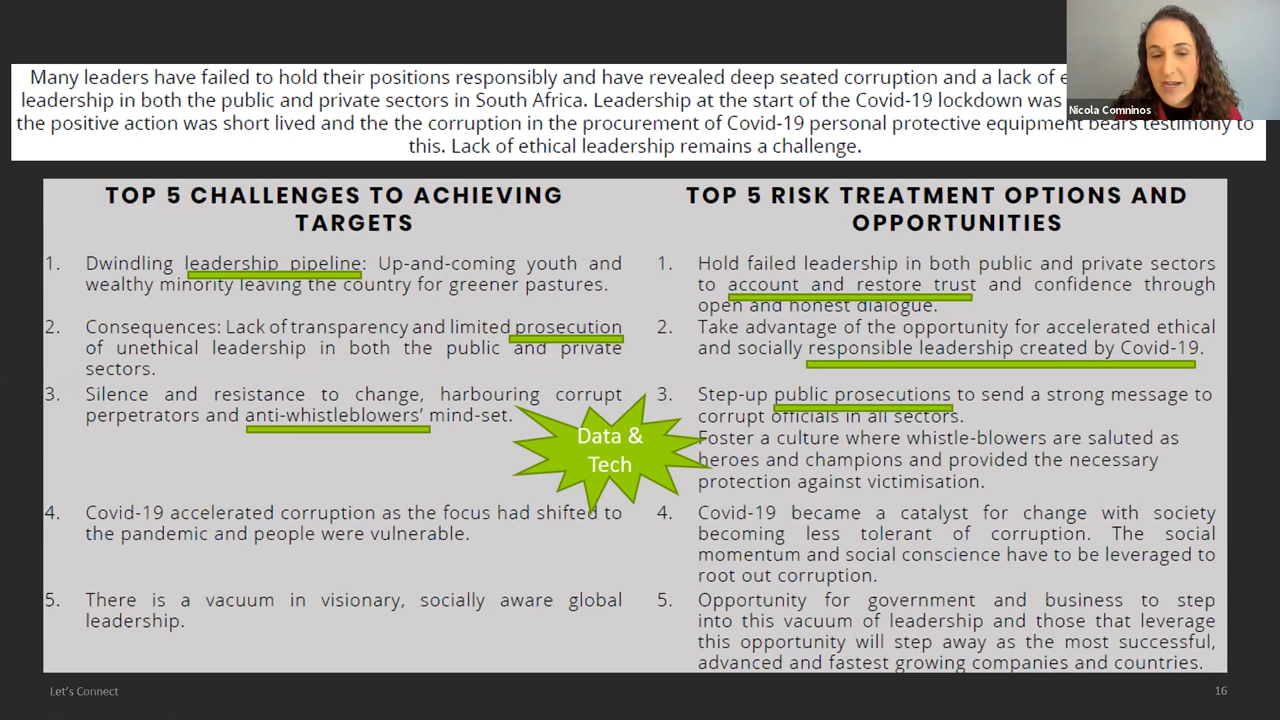 Many leaders have failed to hold their positions responsibly and have revealed deep seated corruption and a lack of
leadership in both the public and private sectors in South Africa. Leadership at the start of the Covid-19 lockdown was
the positive action was short lived and the the corruption in the procurement of Covid-19 personal protective equipment bears testimony to
this. Lack of ethical leadership remains a challenge.
Nicola Comninos
TOP 5 CHALLENGES TO ACHIEVING
TARGETS
1. Dwindling leadership pipeline: Up-and-coming youth and
wealthy minority leaving the country for greener pastures.
2. Consequences: Lack of transparency and limited prosecution
of unethical leadership in both the public and private
sectors.
3. Silence and resistance to change, harbouring corrupt
perpetrators and anti-whistleblowers’ mind-set.
4. Covid-19 accelerated corruption as the focus had shifted to
the pandemic and people were vulnerable.
5. There is a vacuum in visionary, socially aware global
leadership.
Data &
Tech
TOP 5 RISK TREATMENT OPTIONS AND
OPPORTUNITIES
1. Hold failed leadership in both public and private sectors
to account and restore trust and confidence through
open and honest dialogue.
2. Take advantage of the opportunity for accelerated ethical
and socially responsible leadership created by Covid-19.
3. Step-up public prosecutions to send a strong message to
corrupt officials in all sectors.
Foster a culture where whistle-blowers are saluted as
heroes and champions and provided the necessary
protection against victimisation.
4. Covid-19 became a catalyst for change with society
becoming less tolerant of corruption. The social
momentum and social conscience have to be leveraged to
root out corruption.
5. Opportunity for government and business to step
into this vacuum of leadership and those that leverage
this opportunity will step away as the most successful,
advanced and fastest growing companies and countries.
Let's Connect
16